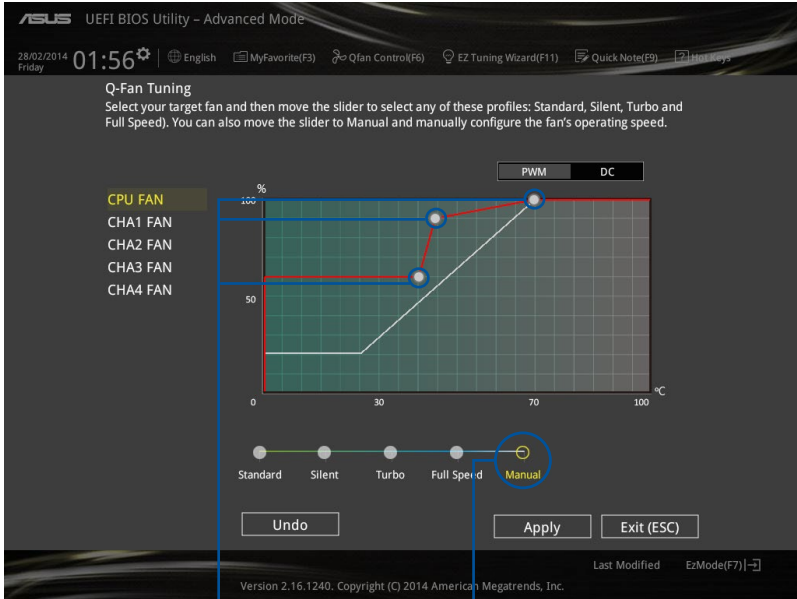 ASUS UEFI BIOS Utility – Advanced Mode
28/02/2014 Friday 01:56 English MyFavorite(F3) Qfan Control(F6) EZ Tuning Wizard(F11) Quick Note(F9) ? Hot Keys
Q-Fan Tuning
Select your target fan and then move the slider to select any of these profiles: Standard, Silent, Turbo and
Full Speed). You can also move the slider to Manual and manually configure the fan's operating speed.
PWM DC
%
CPU FAN
100
CHA1 FAN
CHA2 FAN
CHA3 FAN
CHA4 FAN
50
ºC
0 30 70 100
Standard Silent Turbo Full Speed Manual
Undo Apply Exit (ESC)
Last Modified EzMode(F7)
Version 2.16.1240. Copyright (C) 2014 American Megatrends, Inc.